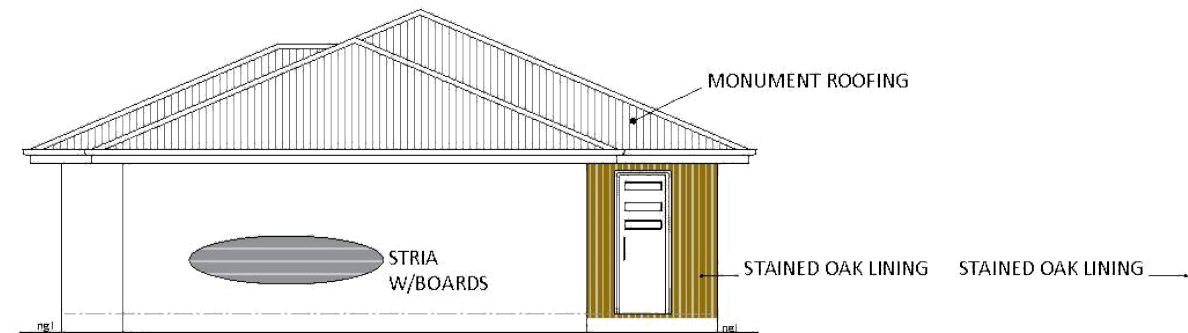 MONUMENT ROOFING
STRIA
W/BOARDS
STAINED OAK LINING
STAINED OAK LINING
ngl
ngl